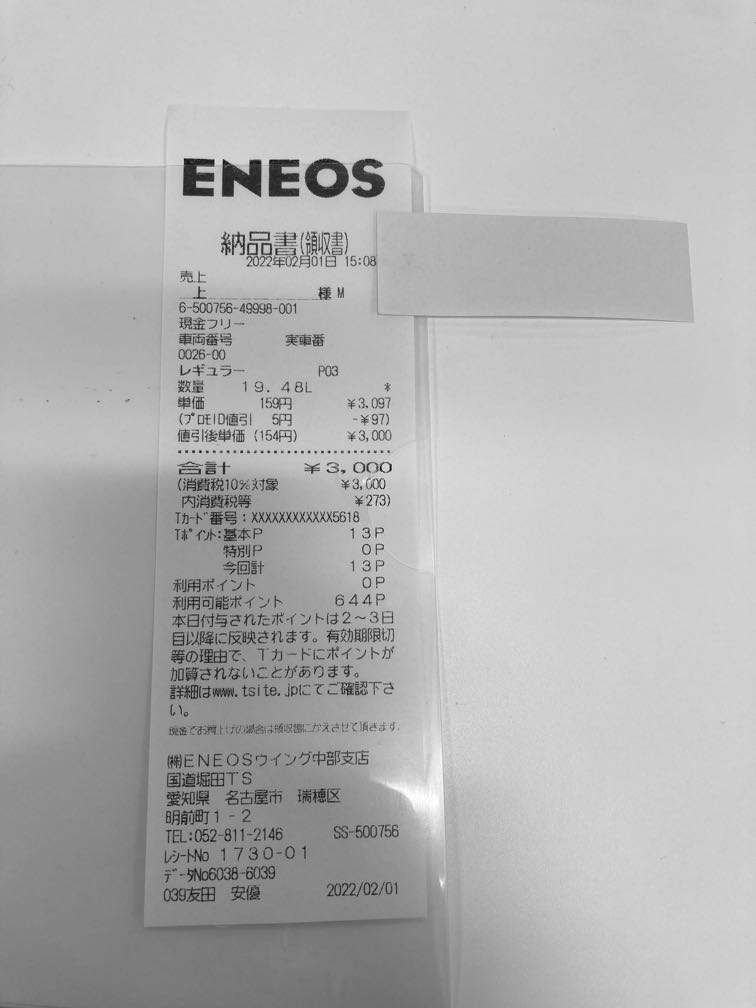 ENEOS
納品書(領収書)
2022年02月01日 15:08
売上
上 様 M
6-500756-49998-001
現金フリー
車両番号 実車番
0026-00
レギュラー P03
数量 19.48L *
単価 159円 ¥3,097
(プロモID値引 5円 -¥97)
値引後単価 (154円) ¥3,000
合計 ¥3,000
(消費税10%対象 ¥3,000
内消費税等 ¥273)
Tカード番号:XXXXXXXXXXXX5618
Tポイント:基本P 13P
特別P 0P
今回計 13P
利用ポイント 0P
利用可能ポイント 644P
本日付与されたポイントは2~3日
目以降に反映されます。有効期限切
等の理由で、Tカードにポイントが
加算されないことがあります。
詳細はwww.tsite.jpにてご確認下さ
い。
現金でお買上げの場合は領収書にかえさせて頂きます。
㈱ENEOSウイング中部支店
国道堀田TS
愛知県 名古屋市 瑞穂区
明前町1-2
TEL:052-811-2146 SS-500756
レシートNo 1730-01
データNo6038-6039
039友田 安優 2022/02/01